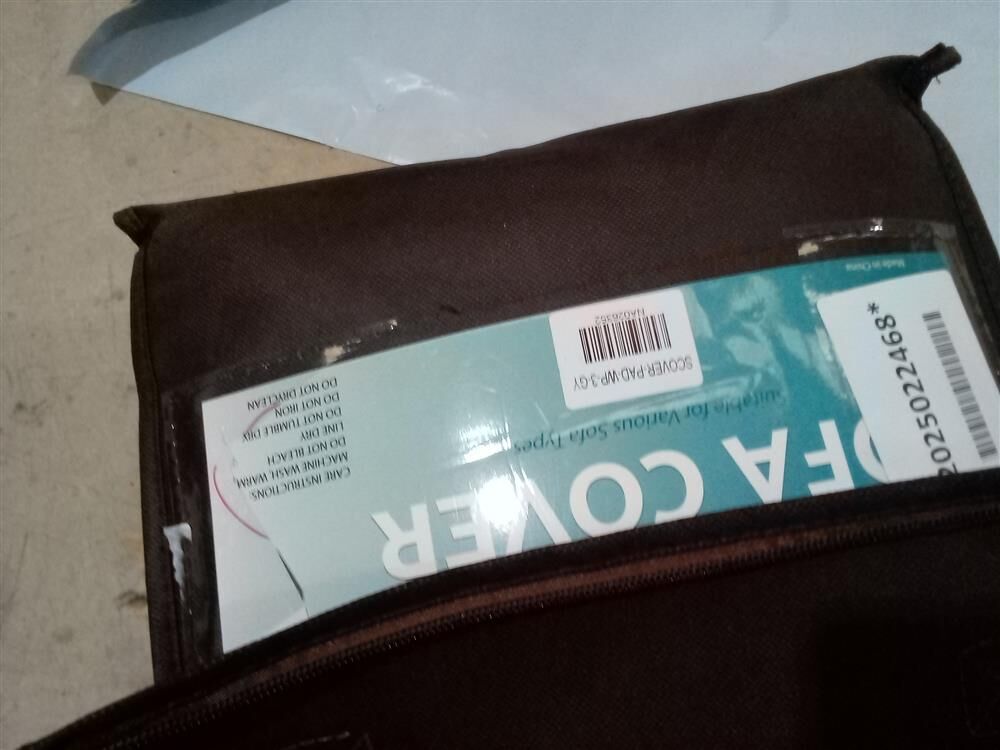 OFA COVER
Suitable for Various Sofa Types
SCOVER-PAD-WP-3-GY
NA026352
2025022468*
CARE INSTRUCTIONS:
MACHINE WASH, WARM,
DO NOT BLEACH
LINE DRY
DO NOT TUMBLE DRY
DO NOT IRON
DO NOT DRYCLEAN
Made in China